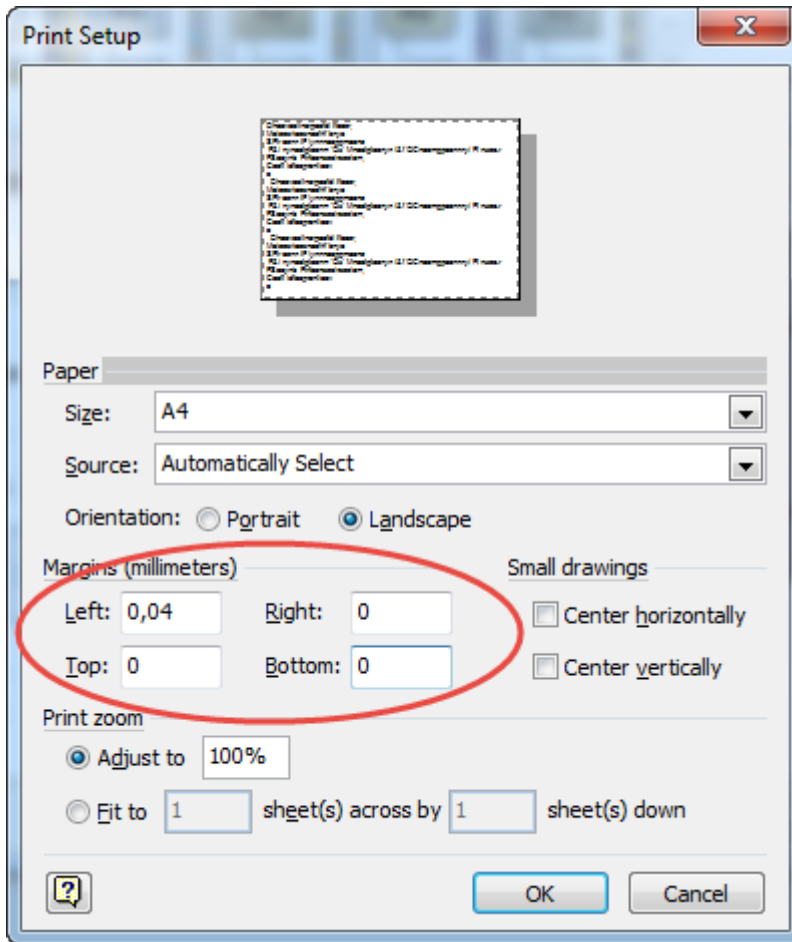 Print Setup
Paper
Size: A4
Source: Automatically Select
Orientation: Portrait Landscape
Margins (millimeters) Small drawings
Left: 0,04 Right: 0 Center horizontally
Top: 0 Bottom: 0 Center vertically
Print zoom
Adjust to 100%
Fit to 1 sheet(s) across by 1 sheet(s) down
? OK Cancel